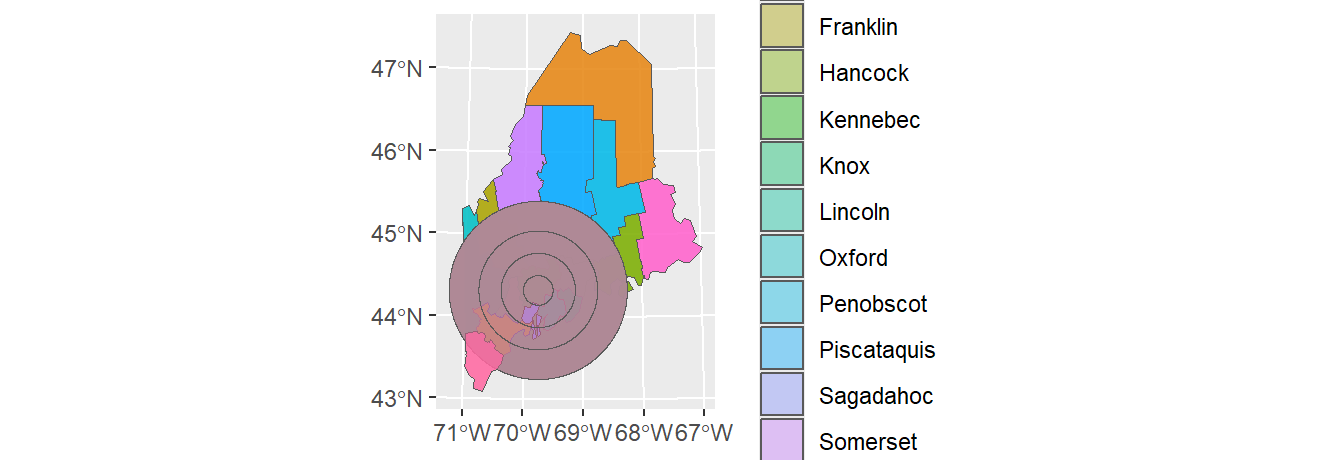 47°N
46°N
45°N
44°N
43°N
71°W 70°W 69°W 68°W 67°W
Franklin
Hancock
Kennebec
Knox
Lincoln
Oxford
Penobscot
Piscataquis
Sagadahoc
Somerset